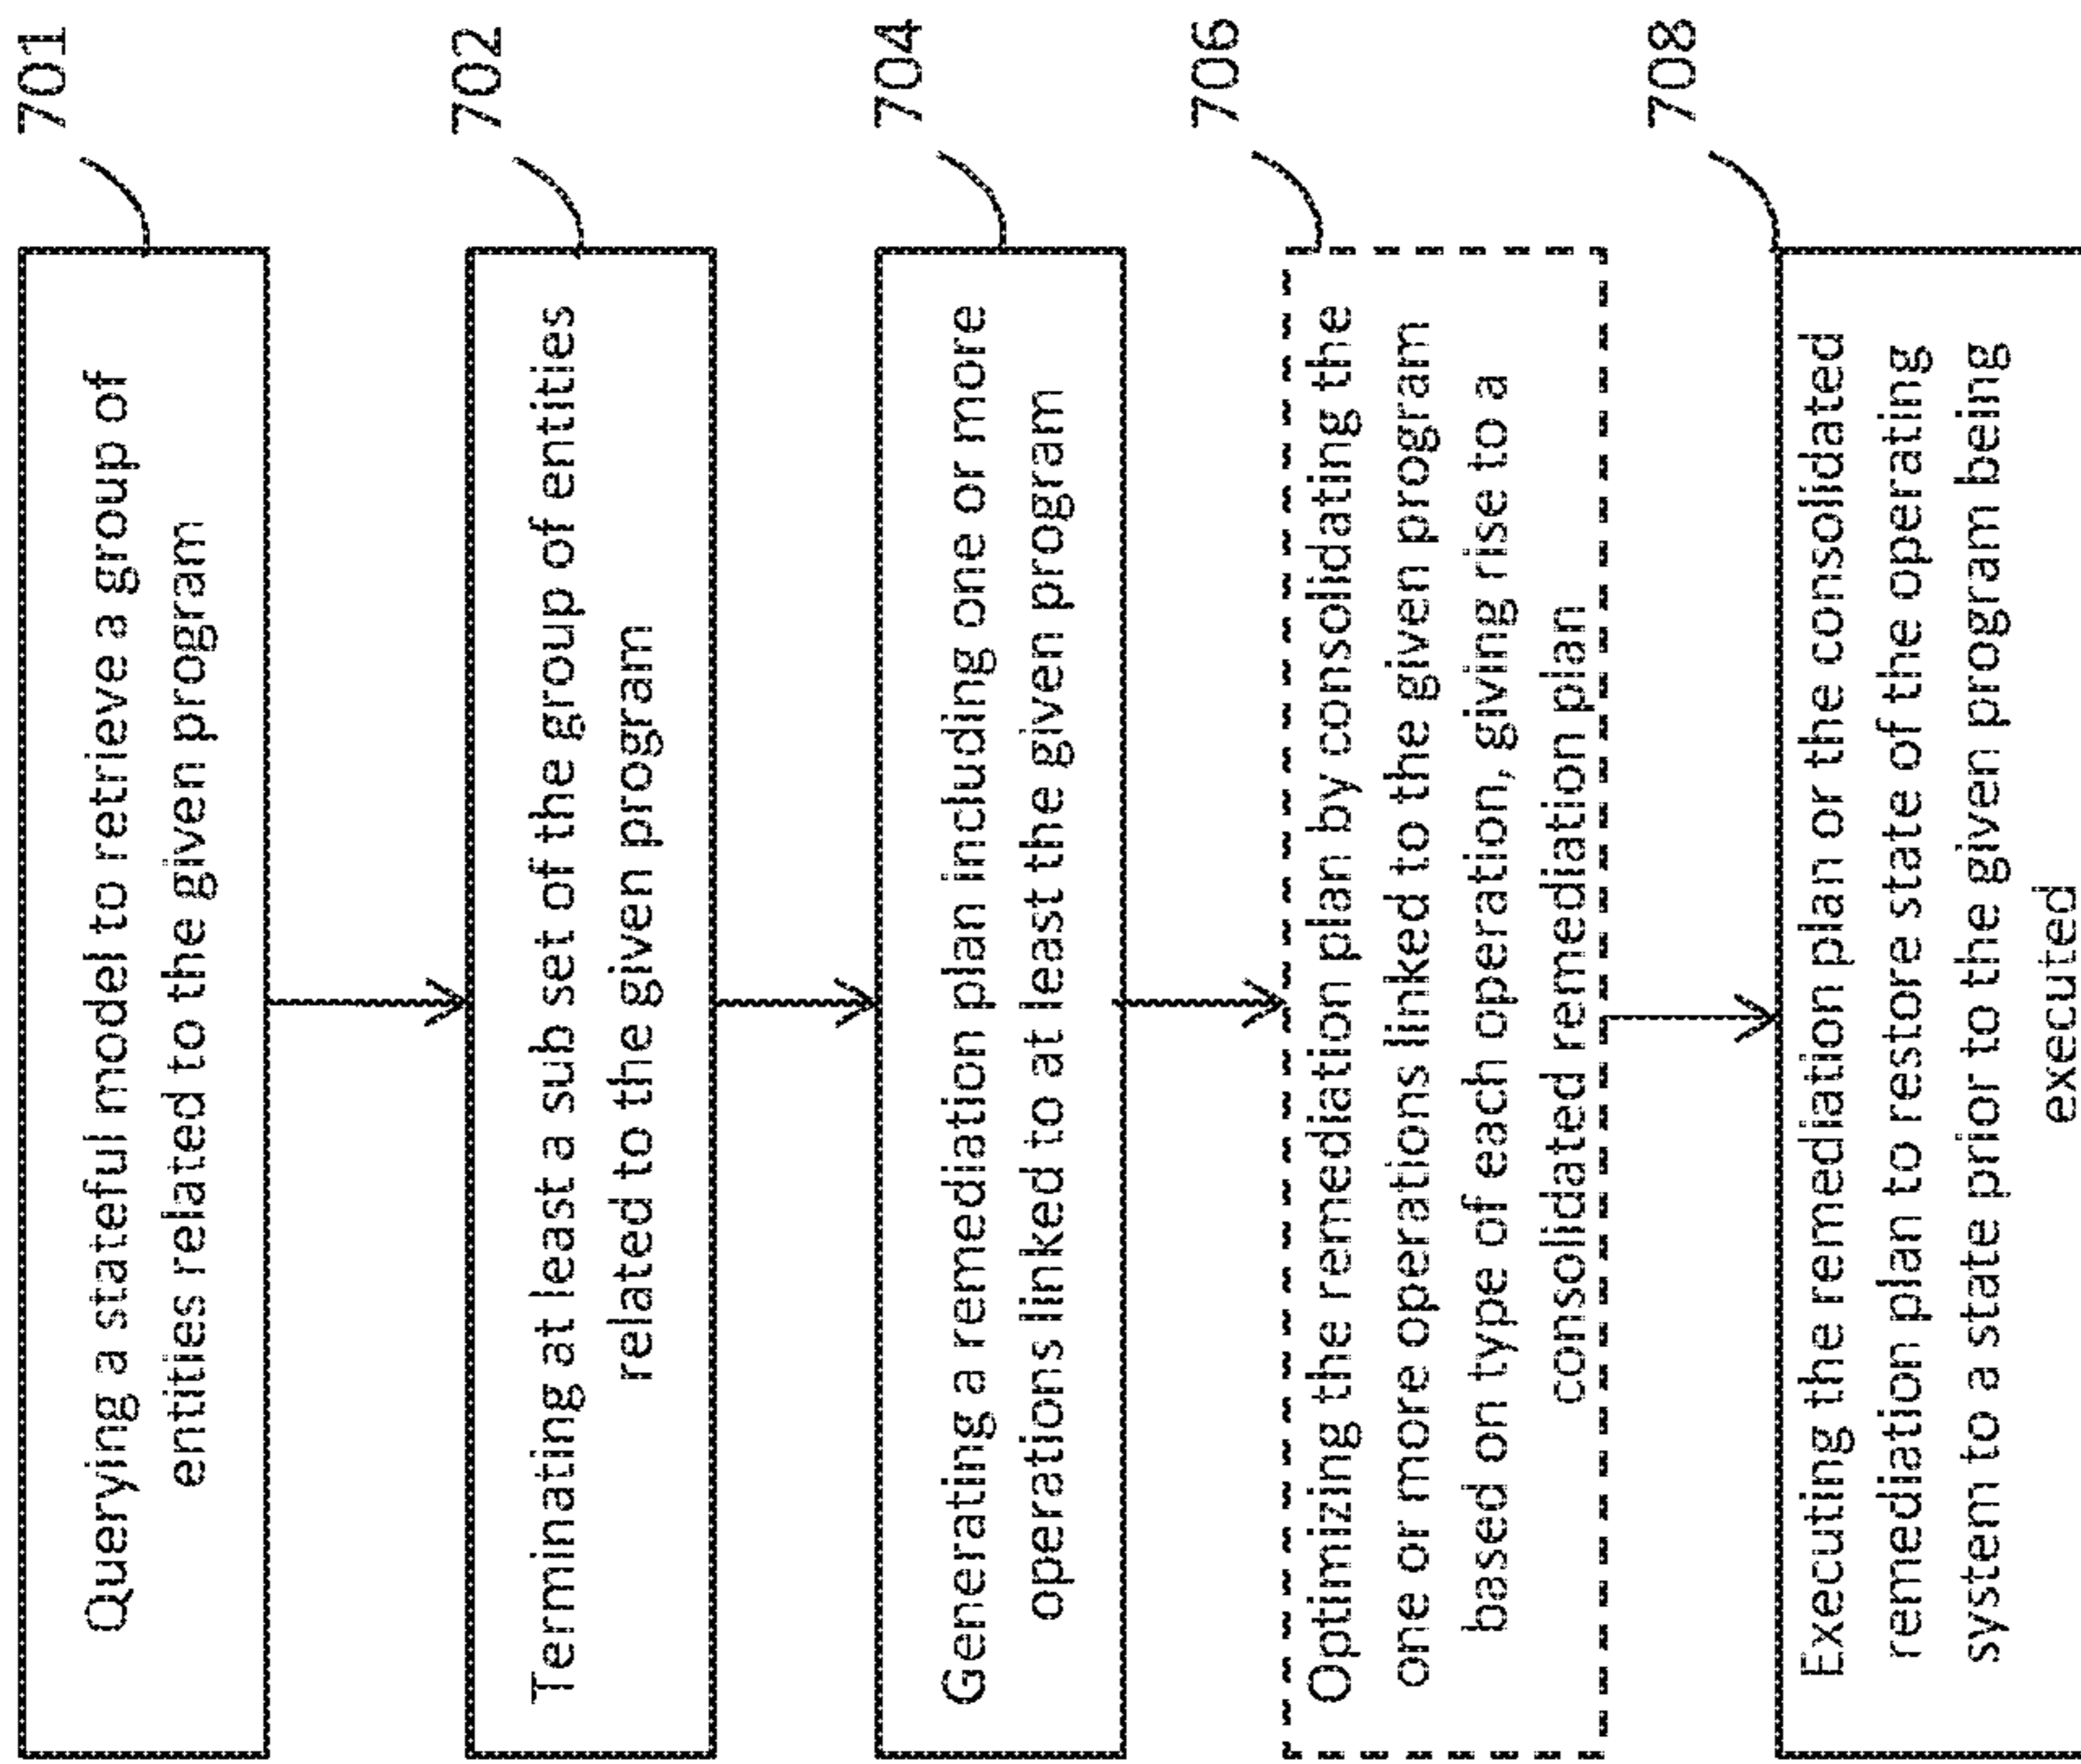 701
Querying a stateful model to retrieve a group of
entities related to the given program
702
Terminating at least a sub set of the group of entities
related to the given program
704
Generating a remediation plan including one or more
operations linked to at least the given program
706
Optimizing the remediation plan by consolidating the
one or more operations linked to the given program
based on type of each operation, giving rise to a
consolidated remediation plan
708
Executing the remediation plan or the consolidated
remediation plan to restore state of the operating
system to a state prior to the given program being
executed